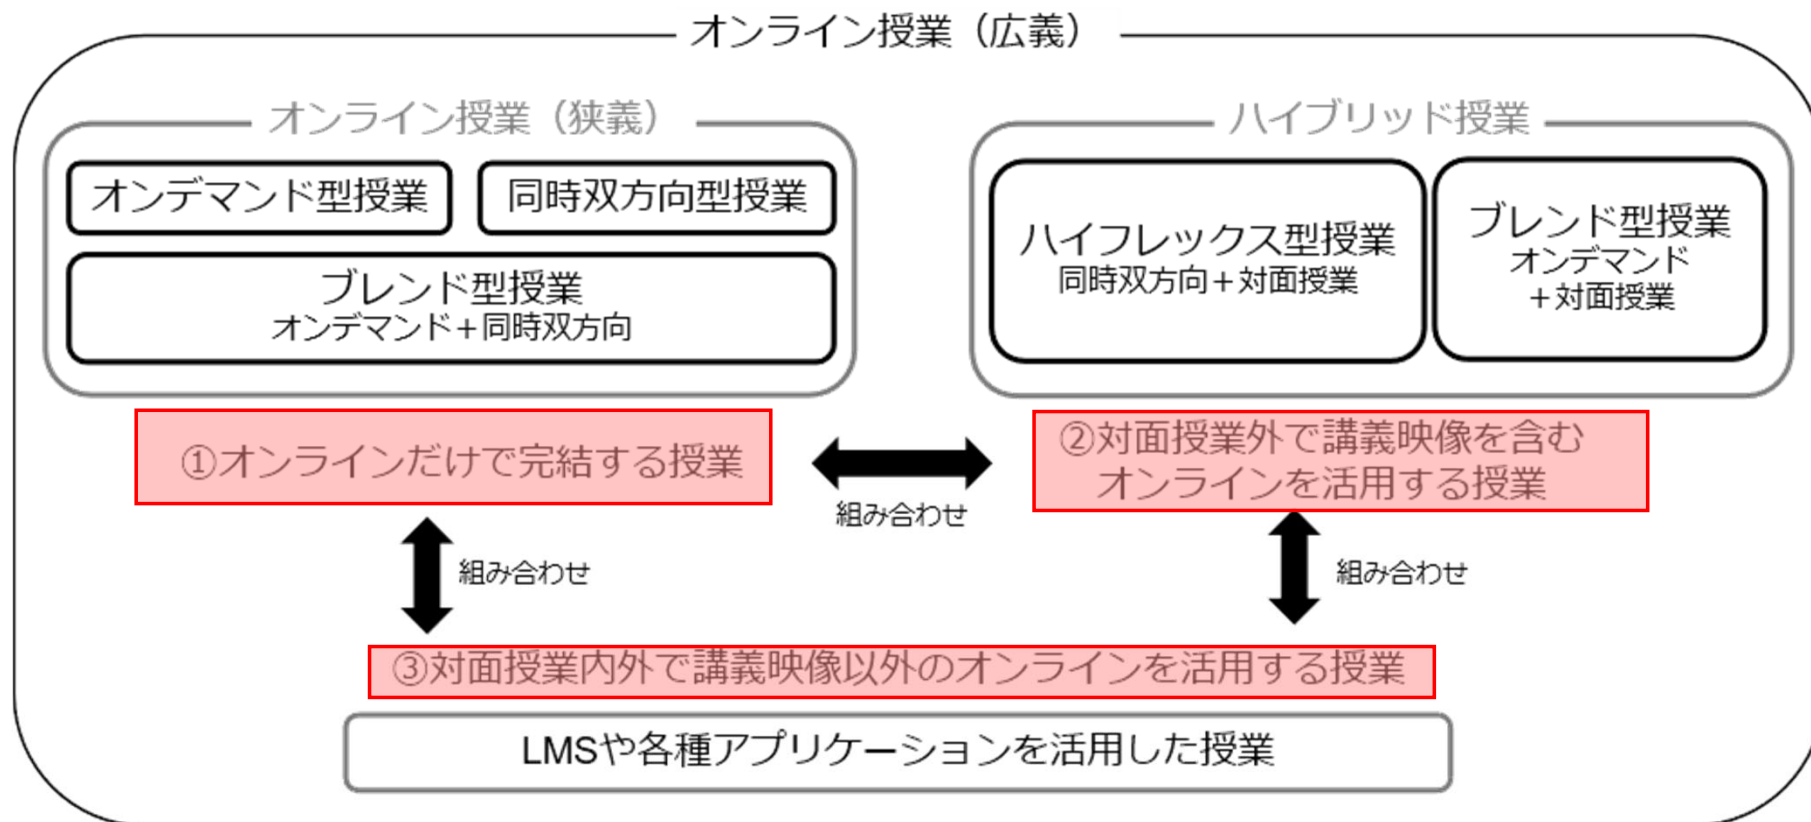 オンライン授業（広義）
オンライン授業（狭義）
ハイブリッド授業
オンデマンド型授業
同時双方向型授業
ブレンド型授業
オンデマンド＋同時双方向
ハイフレックス型授業
同時双方向＋対面授業
ブレンド型授業
オンデマンド
＋対面授業
①オンラインだけで完結する授業
組み合わせ
②対面授業外で講義映像を含む
オンラインを活用する授業
組み合わせ
組み合わせ
③対面授業内外で講義映像以外のオンラインを活用する授業
LMSや各種アプリケーションを活用した授業